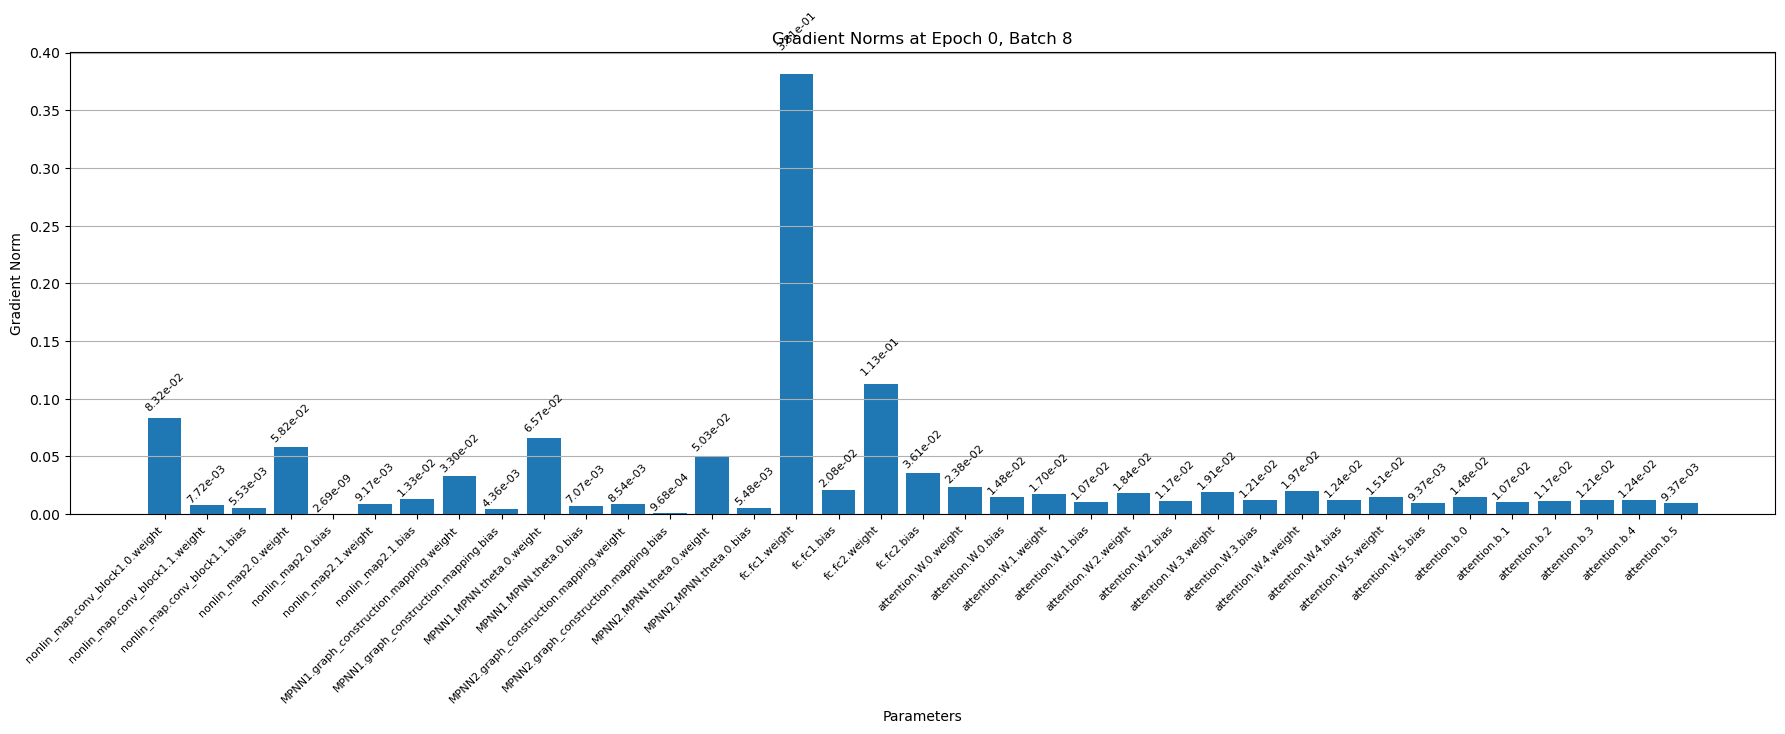 Gradient Norms at Epoch 0, Batch 8
Gradient Norm
0.40
0.35
0.30
0.25
0.20
0.15
0.10
0.05
0.00
8.32e-02
7.72e-03
5.53e-03
5.82e-02
2.69e-09
9.17e-03
1.33e-02
3.30e-02
4.36e-03
6.57e-02
7.07e-03
8.54e-03
9.68e-04
5.03e-02
5.48e-03
2.08e-02
1.13e-01
3.61e-02
2.38e-02
1.48e-02
1.70e-02
1.07e-02
1.84e-02
1.17e-02
1.91e-02
1.21e-02
1.97e-02
1.24e-02
1.51e-02
9.37e-03
1.48e-02
1.07e-02
1.17e-02
1.21e-02
1.24e-02
9.37e-03
nonlin_map.conv_block1.0.weight
nonlin_map.conv_block1.1.weight
nonlin_map.conv_block1.1.bias
nonlin_map2.0.weight
nonlin_map2.0.bias
nonlin_map2.1.weight
nonlin_map2.1.bias
MPNN1.graph_construction.mapping.weight
MPNN1.graph_construction.mapping.bias
MPNN1.MPNN.theta.0.weight
MPNN1.MPNN.theta.0.bias
MPNN2.graph_construction.mapping.weight
MPNN2.graph_construction.mapping.bias
MPNN2.MPNN.theta.0.weight
MPNN2.MPNN.theta.0.bias
fc.fc1.weight
fc.fc1.bias
fc.fc2.weight
fc.fc2.bias
attention.W.0.weight
attention.W.0.bias
attention.W.1.weight
attention.W.1.bias
attention.W.2.weight
attention.W.2.bias
attention.W.3.weight
attention.W.3.bias
attention.W.4.weight
attention.W.4.bias
attention.W.5.weight
attention.W.5.bias
attention.b.0
attention.b.1
attention.b.2
attention.b.3
attention.b.4
attention.b.5
Parameters